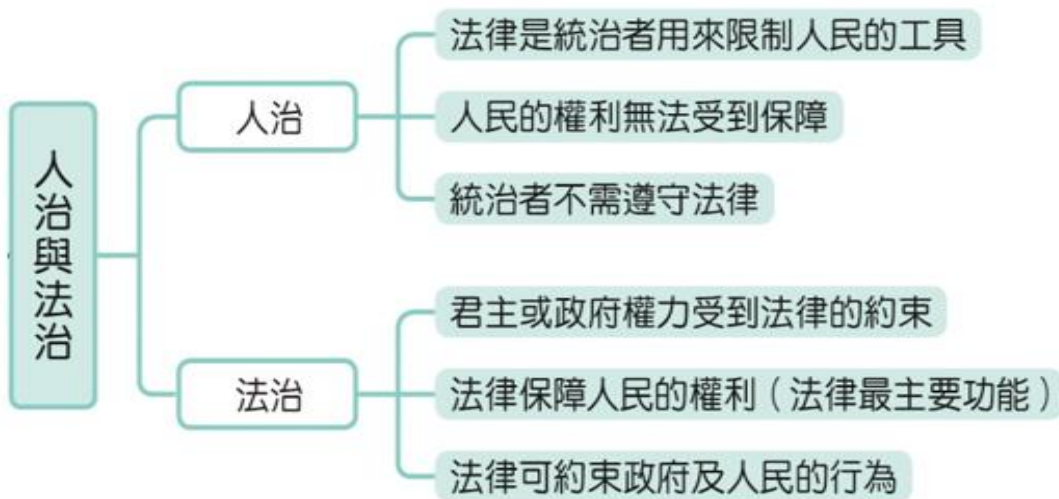 人治與法治
人治
法律是統治者用來限制人民的工具
人民的權利無法受到保障
統治者不需遵守法律
法治
君主或政府權力受到法律的約束
法律保障人民的權利（法律最主要功能）
法律可約束政府及人民的行為